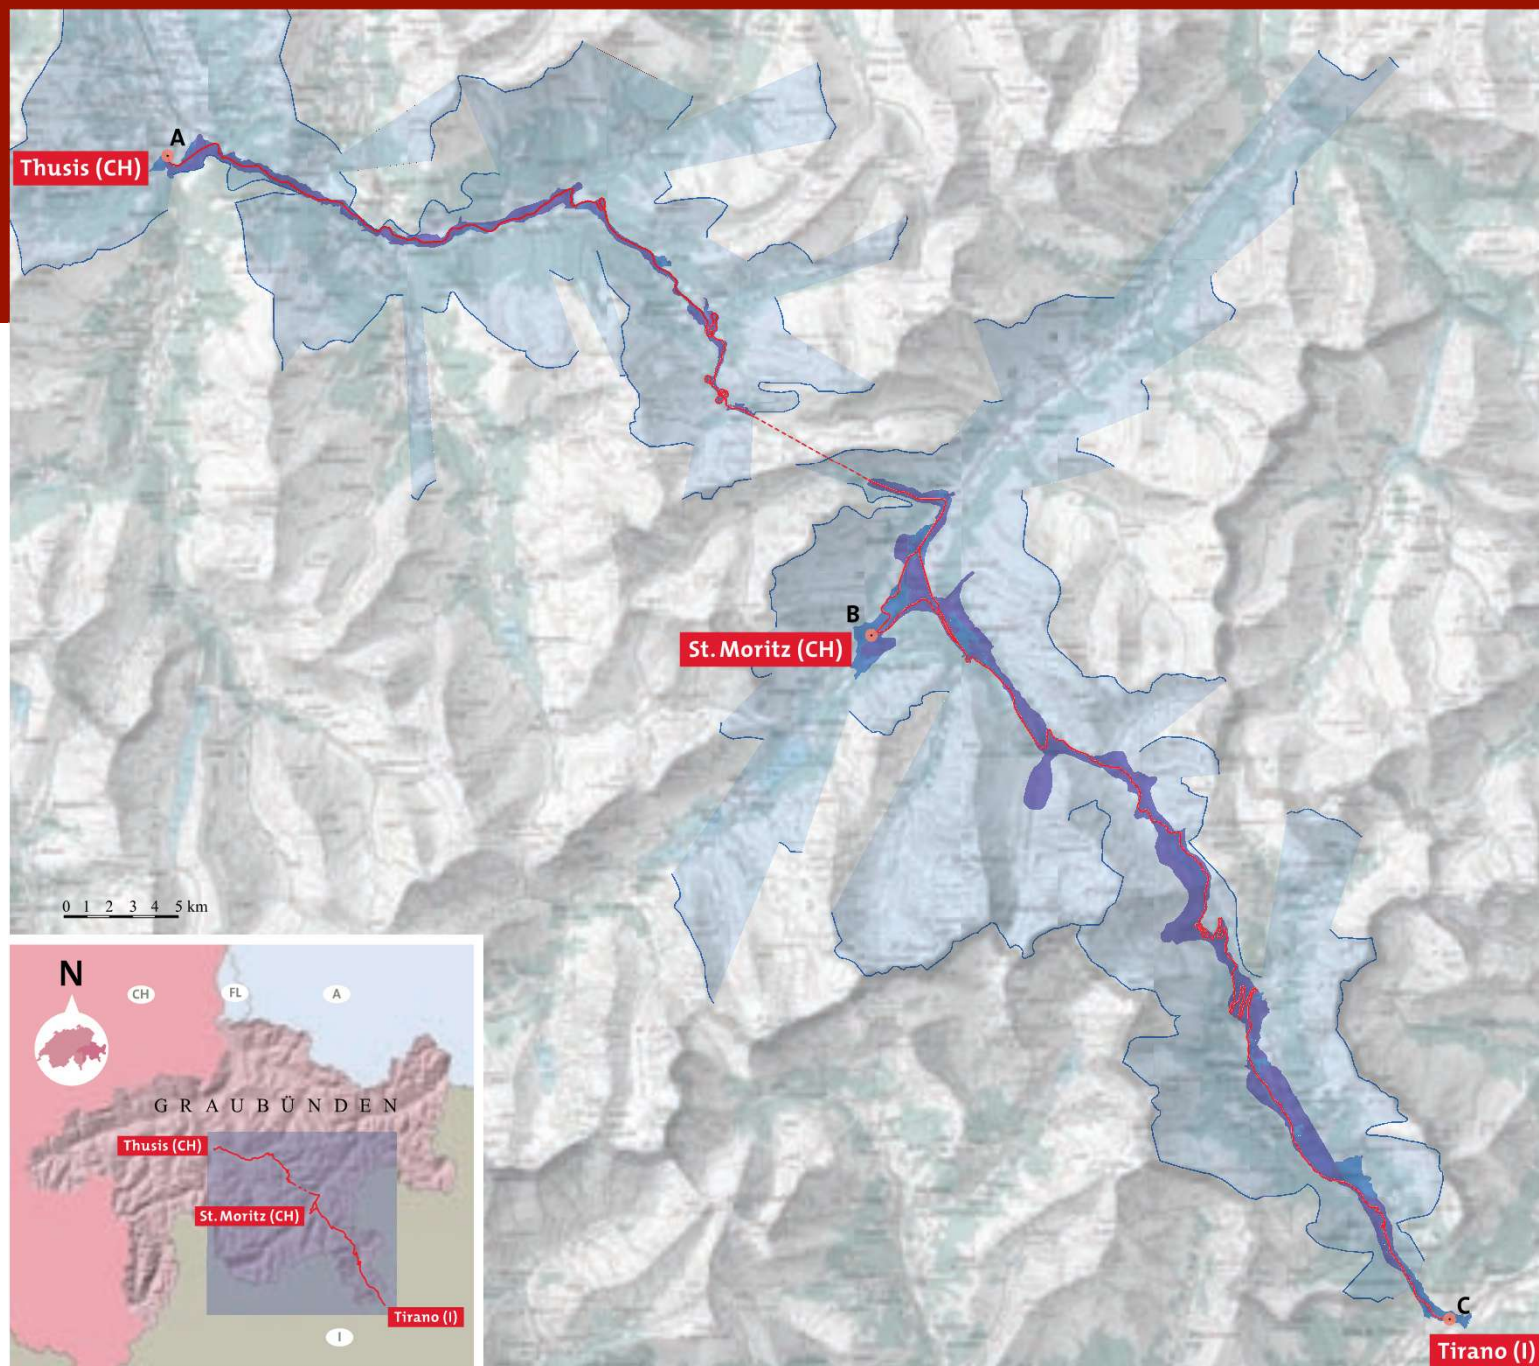 A
Thusis (CH)
B
St. Moritz (CH)
0 1 2 3 4 5 km
N
CH
FL
A
GRAUBÜNDEN
Thusis (CH)
St. Moritz (CH)
Tirano (I)
I
C
Tirano (I)